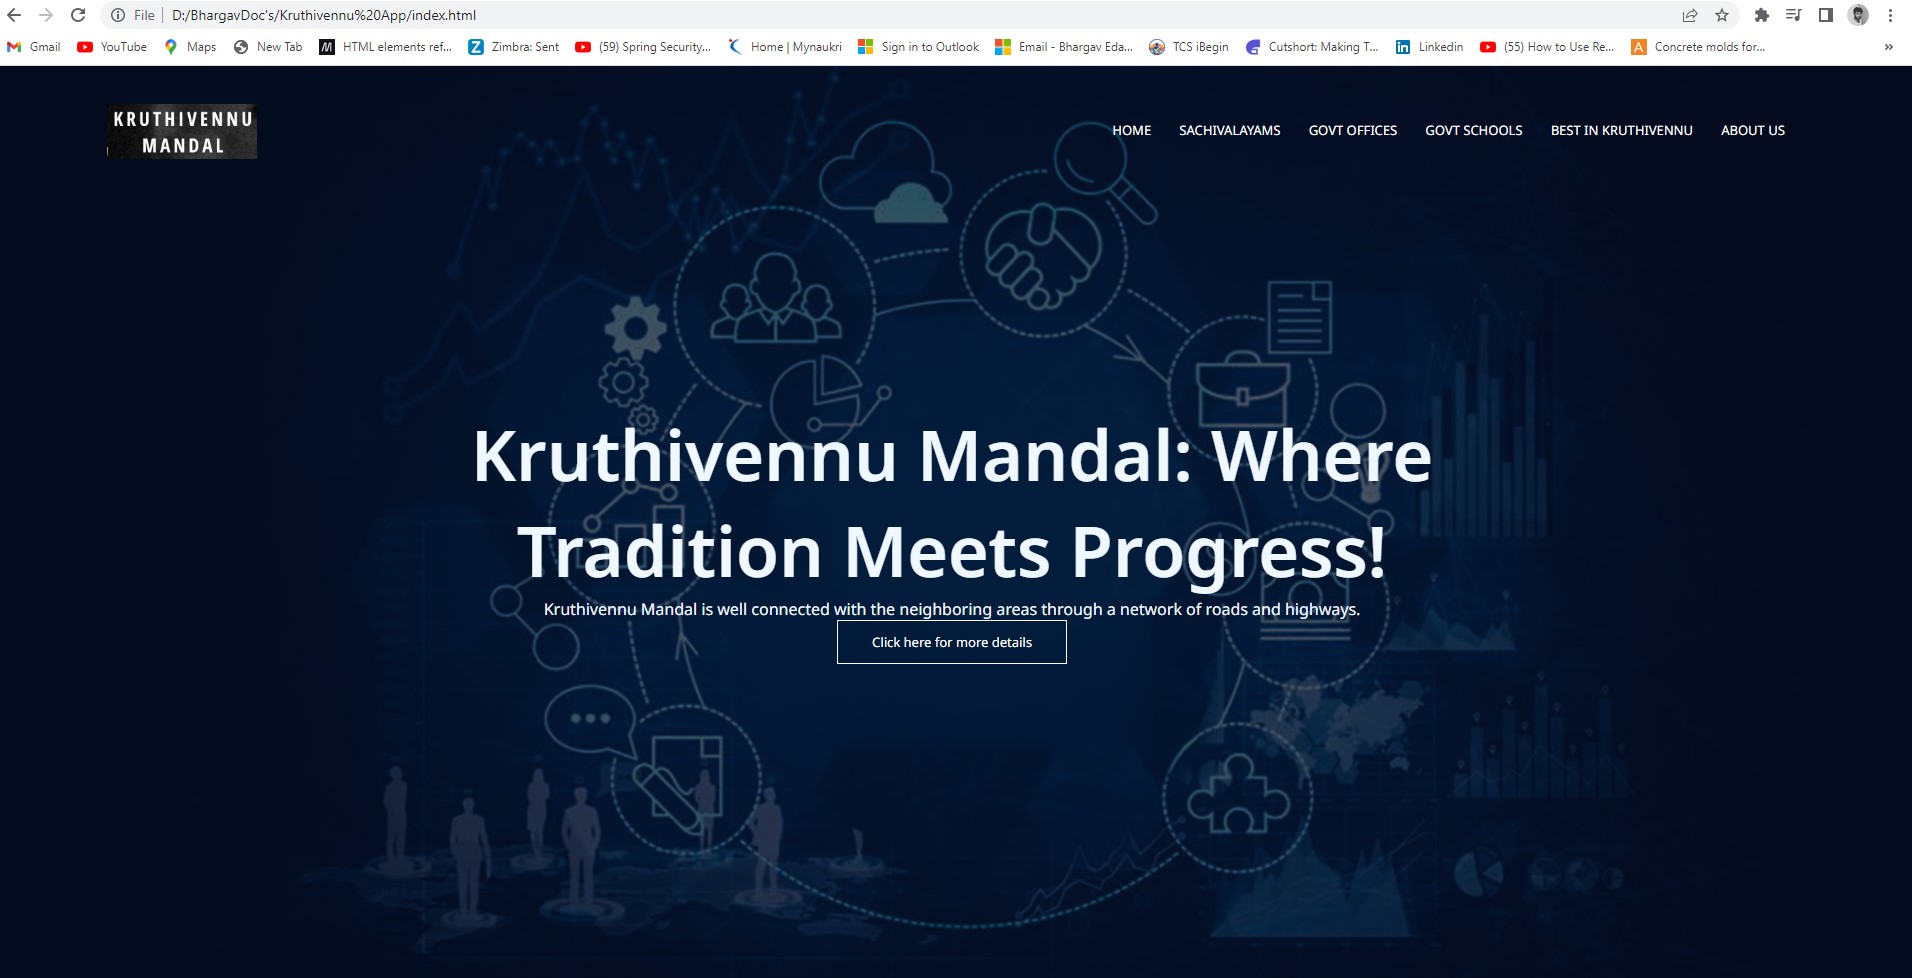 File D:/BhargavDoc's/Kruthivennu%20App/index.html
Gmail YouTube Maps New Tab HTML elements ref... Zimbra: Sent (59) Spring Security... Home | Mynaukri Sign in to Outlook Email - Bhargav Eda... TCS iBegin Cutshort: Making T... Linkedin (55) How to Use Re... Concrete molds for... »
KRUTHIVENNU
MANDAL
HOME SACHIVALAYAMS GOVT OFFICES GOVT SCHOOLS BEST IN KRUTHIVENNU ABOUT US
Kruthivennu Mandal: Where
Tradition Meets Progress!
Kruthivennu Mandal is well connected with the neighboring areas through a network of roads and highways.
Click here for more details